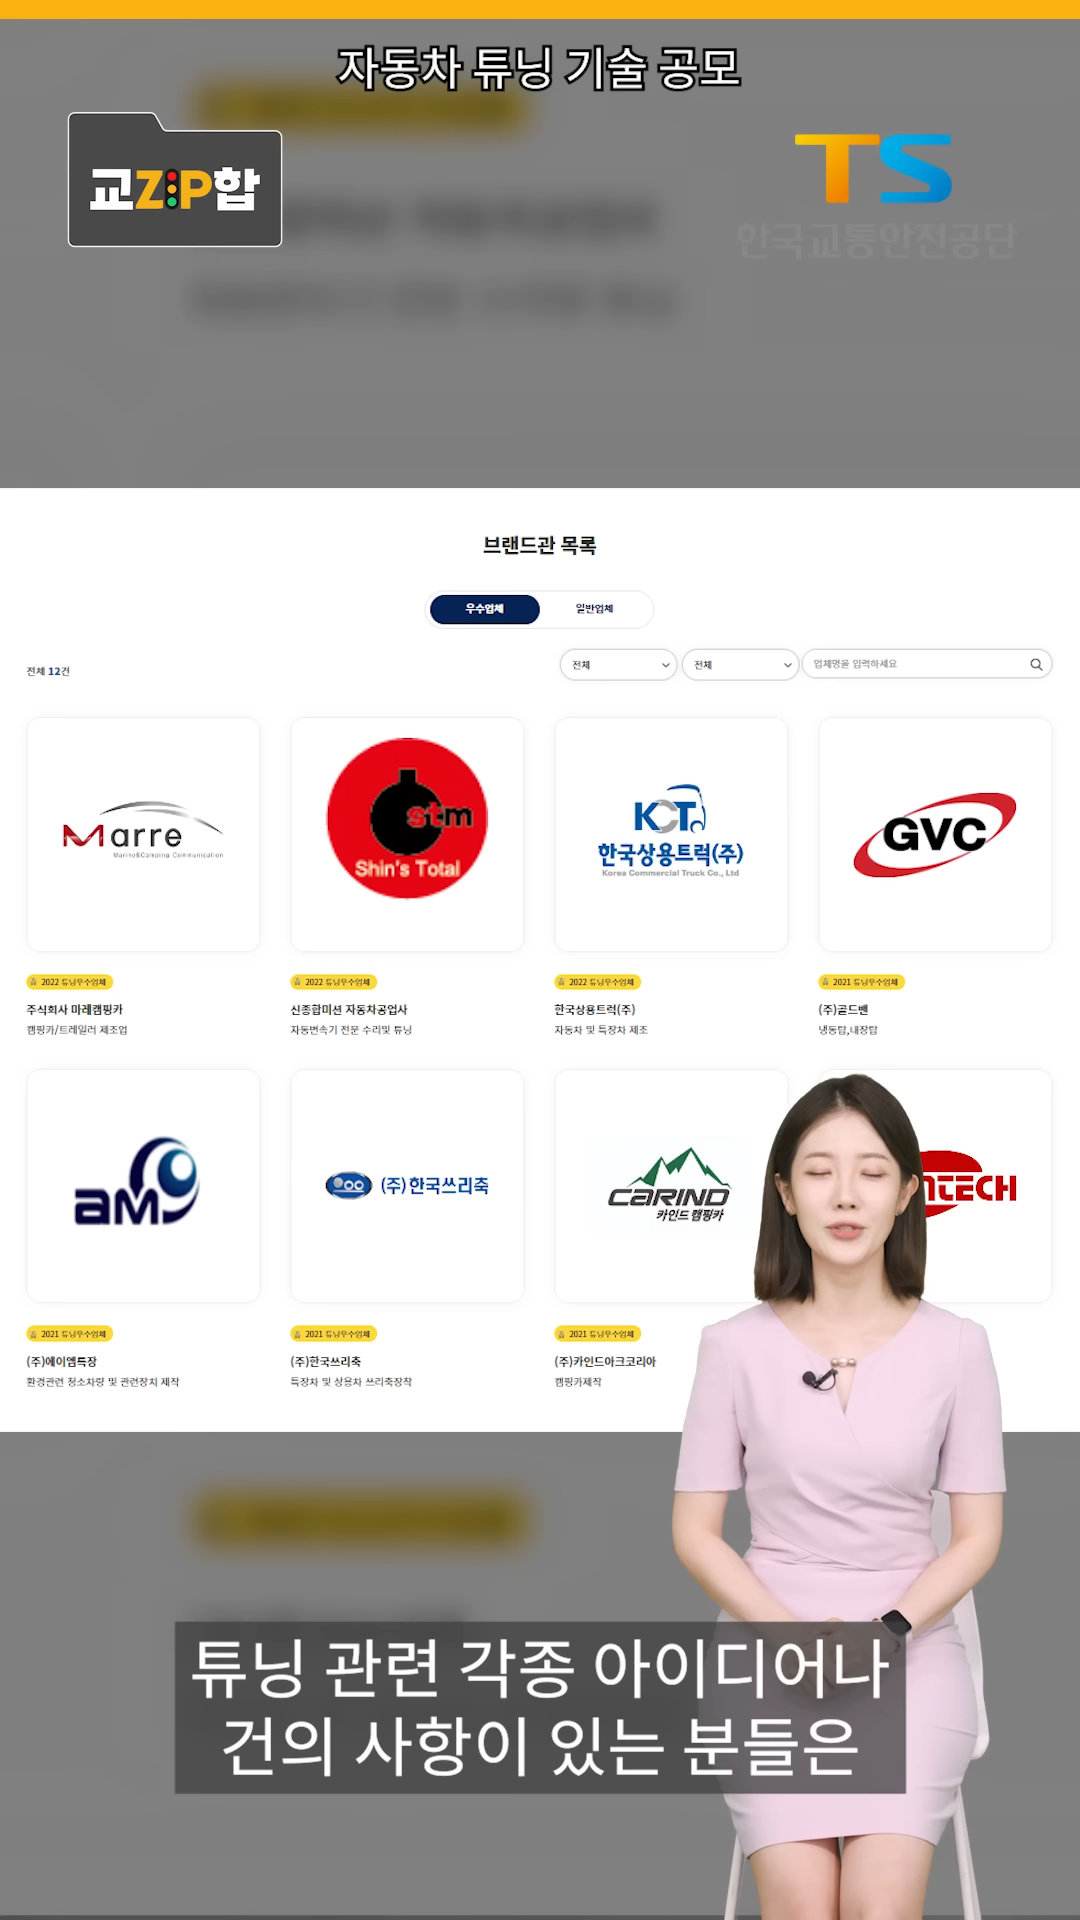 자동차 튜닝 기술 공모
교ZIP합
TS
한국교통안전공단
브랜드관 목록
우수업체 일반업체
전체 12건
전체 전체 업체명을 입력하세요
Marre
Marine&Camping Communication
stm
Shin's Total
KCT
한국상용트럭(주)
Korea Commercial Truck Co., Ltd
GVC
2022 튜닝우수업체 2022 튜닝우수업체 2022 튜닝우수업체 2021 튜닝우수업체
주식회사 마레캠핑카 신종합미션 자동차공업사 한국상용트럭(주) (주)골드밴
캠핑카/트레일러 제조업 자동변속기 전문 수리및 튜닝 자동차 및 특장차 제조 냉동탑,내장탑
aM
(주)한국쓰리축
CARIND
카인드 캠핑카
TECH
2021 튜닝우수업체 2021 튜닝우수업체 2021 튜닝우수업체
(주)에이엠특장 (주)한국쓰리축 (주)카인드아크코리아
환경관련 청소차량 및 관련장치 제작 특장차 및 상용차 쓰리축장착 캠핑카제작
튜닝 관련 각종 아이디어나
건의 사항이 있는 분들은